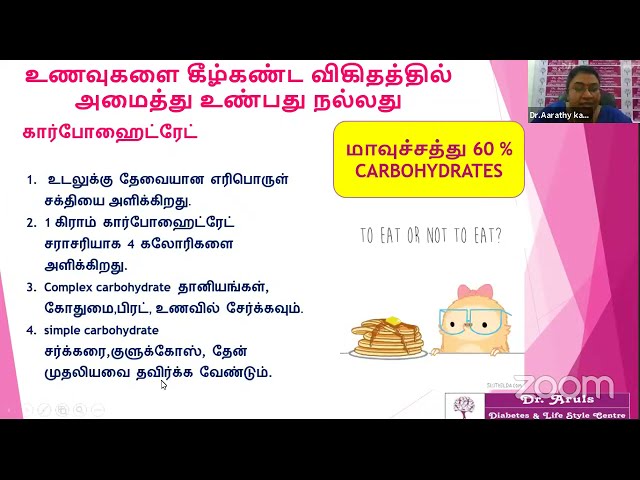 உணவுகளை கீழ்கண்ட விகிதத்தில்
அமைத்து உண்பது நல்லது
கார்போஹைட்ரேட்
மாவுச்சத்து 60 %
CARBOHYDRATES
1. உடலுக்கு தேவையான எரிபொருள்
சக்தியை அளிக்கிறது.
2. 1 கிராம் கார்போஹைட்ரேட்
சராசரியாக 4 கலோரிகளை
அளிக்கிறது.
3. Complex carbohydrate தானியங்கள்,
கோதுமை,பிரட், உணவில் சேர்க்கவும்.
4. simple carbohydrate
சர்க்கரை,குளுக்கோஸ், தேன்
முதலியவை தவிர்க்க வேண்டும்.
TO EAT OR NOT TO EAT?
Dr.Aarathy ka...
zoom
Dr. Aruls
Diabetes & Life Style Centre